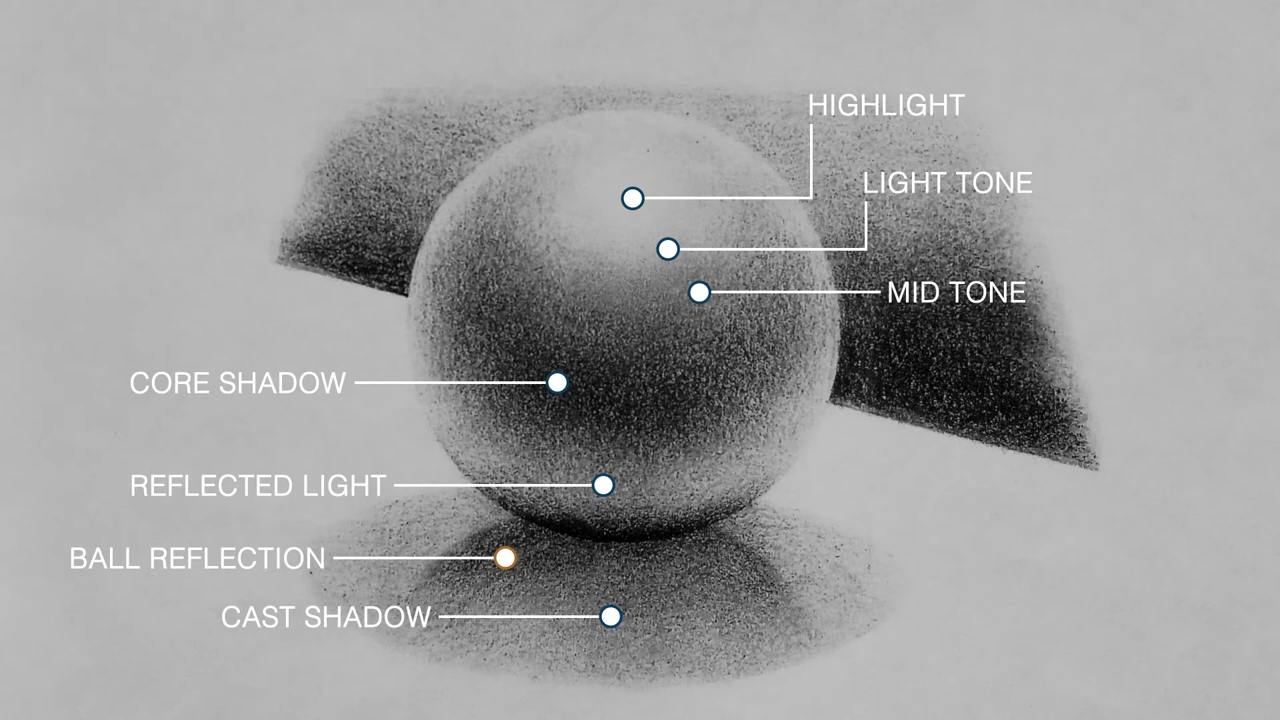 HIGHLIGHT
LIGHT TONE
MID TONE
CORE SHADOW
REFLECTED LIGHT
BALL REFLECTION
CAST SHADOW